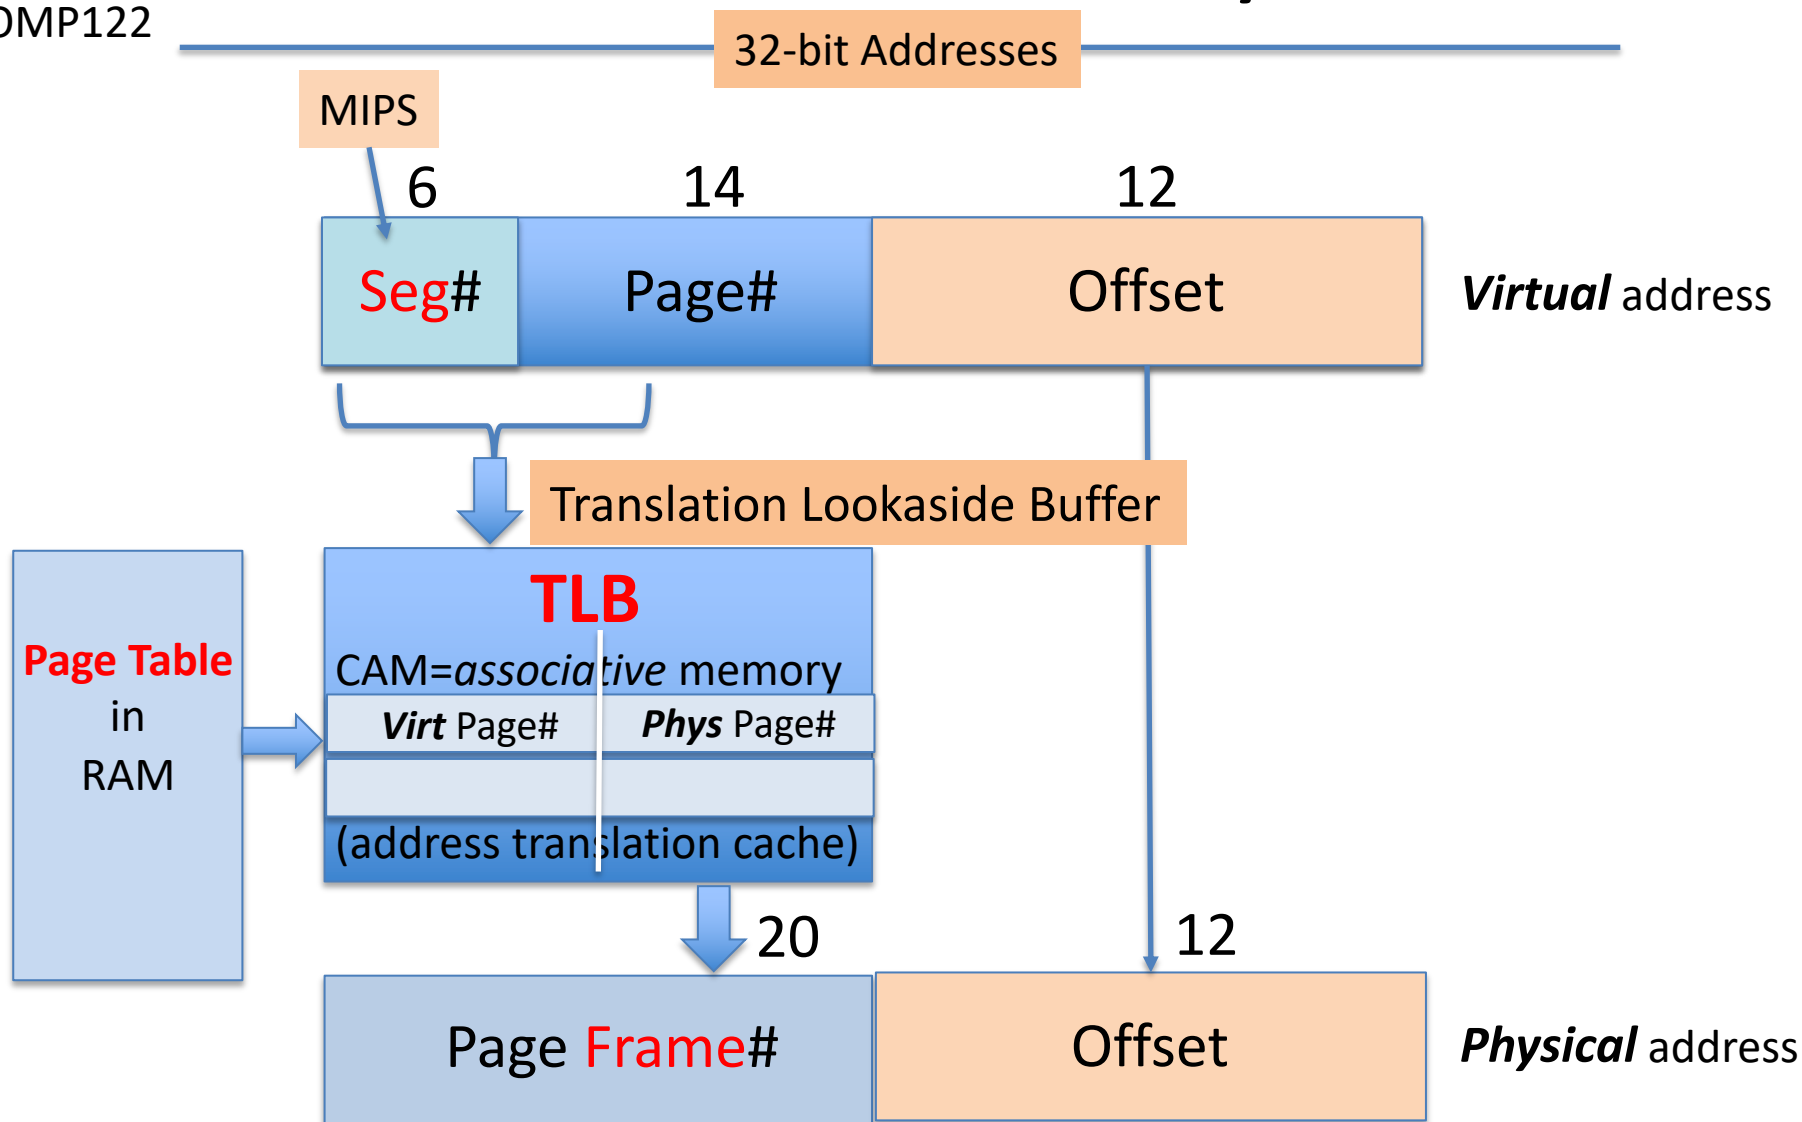 OMP122
32-bit Addresses
MIPS
6 14 12
Seg# Page# Offset Virtual address
Translation Lookaside Buffer
TLB
CAM=associative memory
Page Table
in
RAM
Virt Page# Phys Page#
(address translation cache)
20 12
Page Frame# Offset Physical address